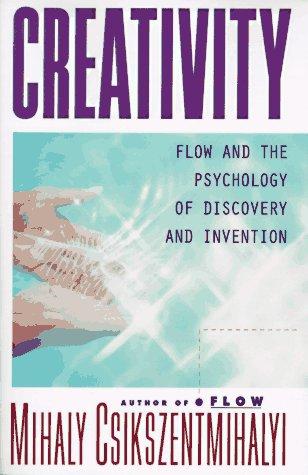 CREATIVITY
FLOW AND THE
PSYCHOLOGY
OF DISCOVERY
AND INVENTION
AUTHOR OF FLOW
MIHALY CSIKSZENTMIHALYI